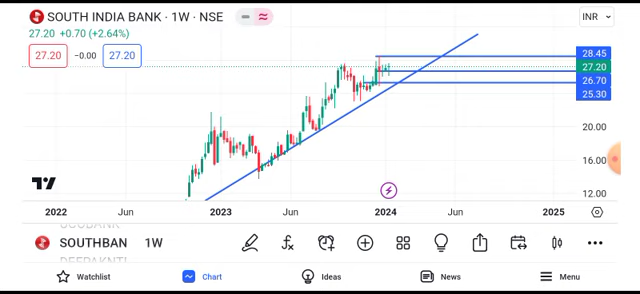 SOUTH INDIA BANK · 1W · NSE
INR
27.20 +0.70 (+2.64%)
27.20 −0.00 27.20
28.45
27.20
26.70
25.30
20.00
16.00
12.00
2022 Jun 2023 Jun 2024 Jun 2025
UCOBANK
SOUTHBAN 1W
DEEPAKNTI
Watchlist Chart Ideas News Menu